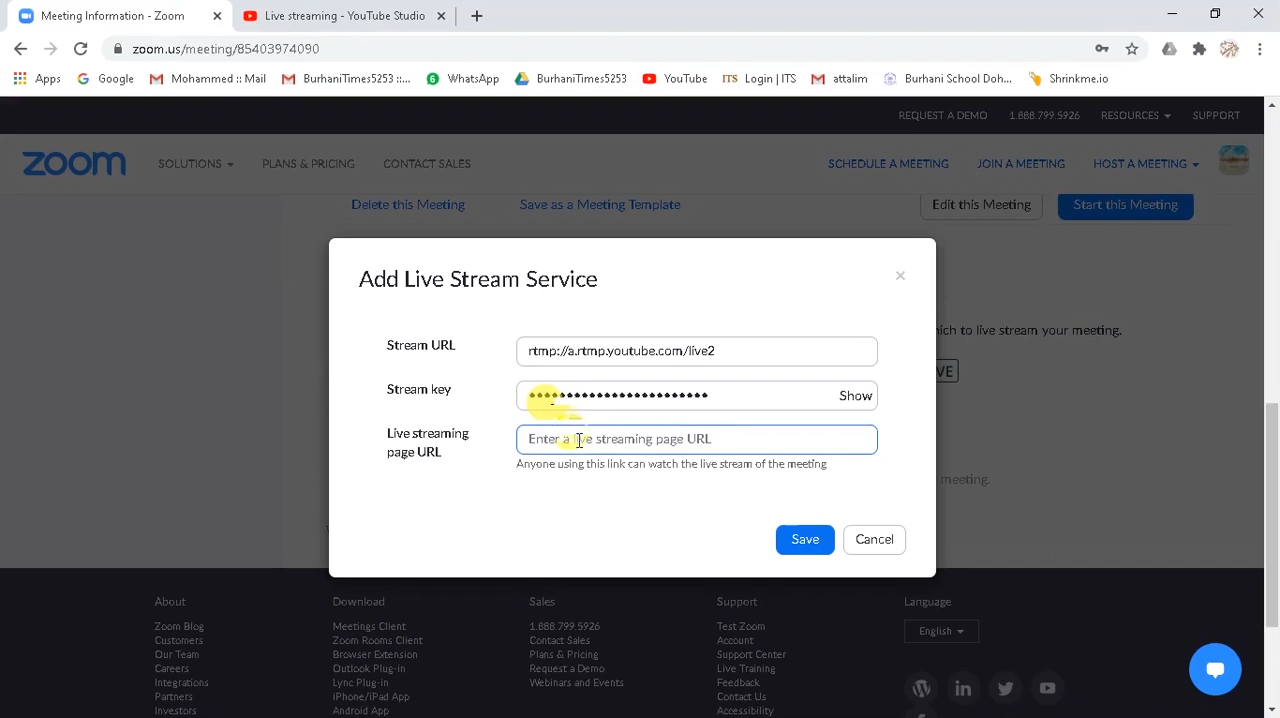 Meeting Information - Zoom
Live streaming - YouTube Studio
zoom.us/meeting/85403974090
Apps
Google
Mohammed :: Mail
BurhaniTimes5253 ::...
6
WhatsApp
BurhaniTimes5253
YouTube
ITS
Login | ITS
attalim
Burhani School Doh...
Shrinkme.io
REQUEST A DEMO
1.888.799.5926
RESOURCES
SUPPORT
zoom
SOLUTIONS
PLANS & PRICING
CONTACT SALES
SCHEDULE A MEETING
JOIN A MEETING
HOST A MEETING
Delete this Meeting
Save as a Meeting Template
Edit this Meeting
Start this Meeting
Add Live Stream Service
hich to live stream your meeting.
Stream URL
rtmp://a.rtmp.youtube.com/live2
VE
Stream key
Show
Live streaming
page URL
Enter a live streaming page URL
Anyone using this link can watch the live stream of the meeting
meeting.
Save
Cancel
About
Download
Sales
Support
Language
Zoom Blog
Meetings Client
1.888.799.5926
Test Zoom
English
Customers
Zoom Rooms Client
Contact Sales
Account
Our Team
Browser Extension
Plans & Pricing
Support Center
Careers
Outlook Plug-in
Request a Demo
Live Training
Integrations
Lync Plug-in
Webinars and Events
Feedback
Partners
iPhone/iPad App
Contact Us
Investors
Android App
Accessibility